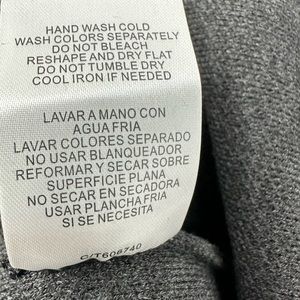 HAND WASH COLD
WASH COLORS SEPARATELY
DO NOT BLEACH
RESHAPE AND DRY FLAT
DO NOT TUMBLE DRY
COOL IRON IF NEEDED
LAVAR A MANO CON
AGUA FRIA
LAVAR COLORES SEPARADO
NO USAR BLANQUEADOR
REFORMAR Y SECAR SOBRE
SUPERFICIE PLANA
NO SECAR EN SECADORA
USAR PLANCHA FRIA
SI SE NECESITA
C/T606740